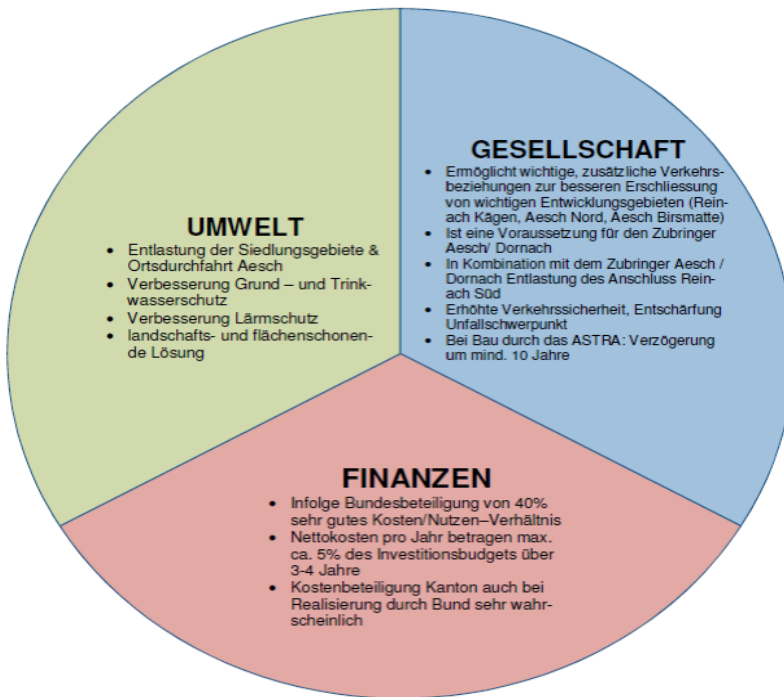 GESELLSCHAFT
• Ermöglicht wichtige, zusätzliche Verkehrs-
beziehungen zur besseren Erschliessung
von wichtigen Entwicklungsgebieten (Rein-
ach Kägen, Aesch Nord, Aesch Birsmatte)
• Ist eine Voraussetzung für den Zubringer
Aesch/ Dornach
• In Kombination mit dem Zubringer Aesch /
Dornach Entlastung des Anschluss Rein-
ach Süd
• Erhöhte Verkehrssicherheit, Entschärfung
Unfallschwerpunkt
• Bei Bau durch das ASTRA: Verzögerung
um mind. 10 Jahre
UMWELT
• Entlastung der Siedlungsgebiete &
Ortsdurchfahrt Aesch
• Verbesserung Grund – und Trink-
wasserschutz
• Verbesserung Lärmschutz
• landschafts- und flächenschonen-
de Lösung
FINANZEN
• Infolge Bundesbeteiligung von 40%
sehr gutes Kosten/Nutzen–Verhältnis
• Nettokosten pro Jahr betragen max.
ca. 5% des Investitionsbudgets über
3-4 Jahre
• Kostenbeteiligung Kanton auch bei
Realisierung durch Bund sehr wahr-
scheinlich